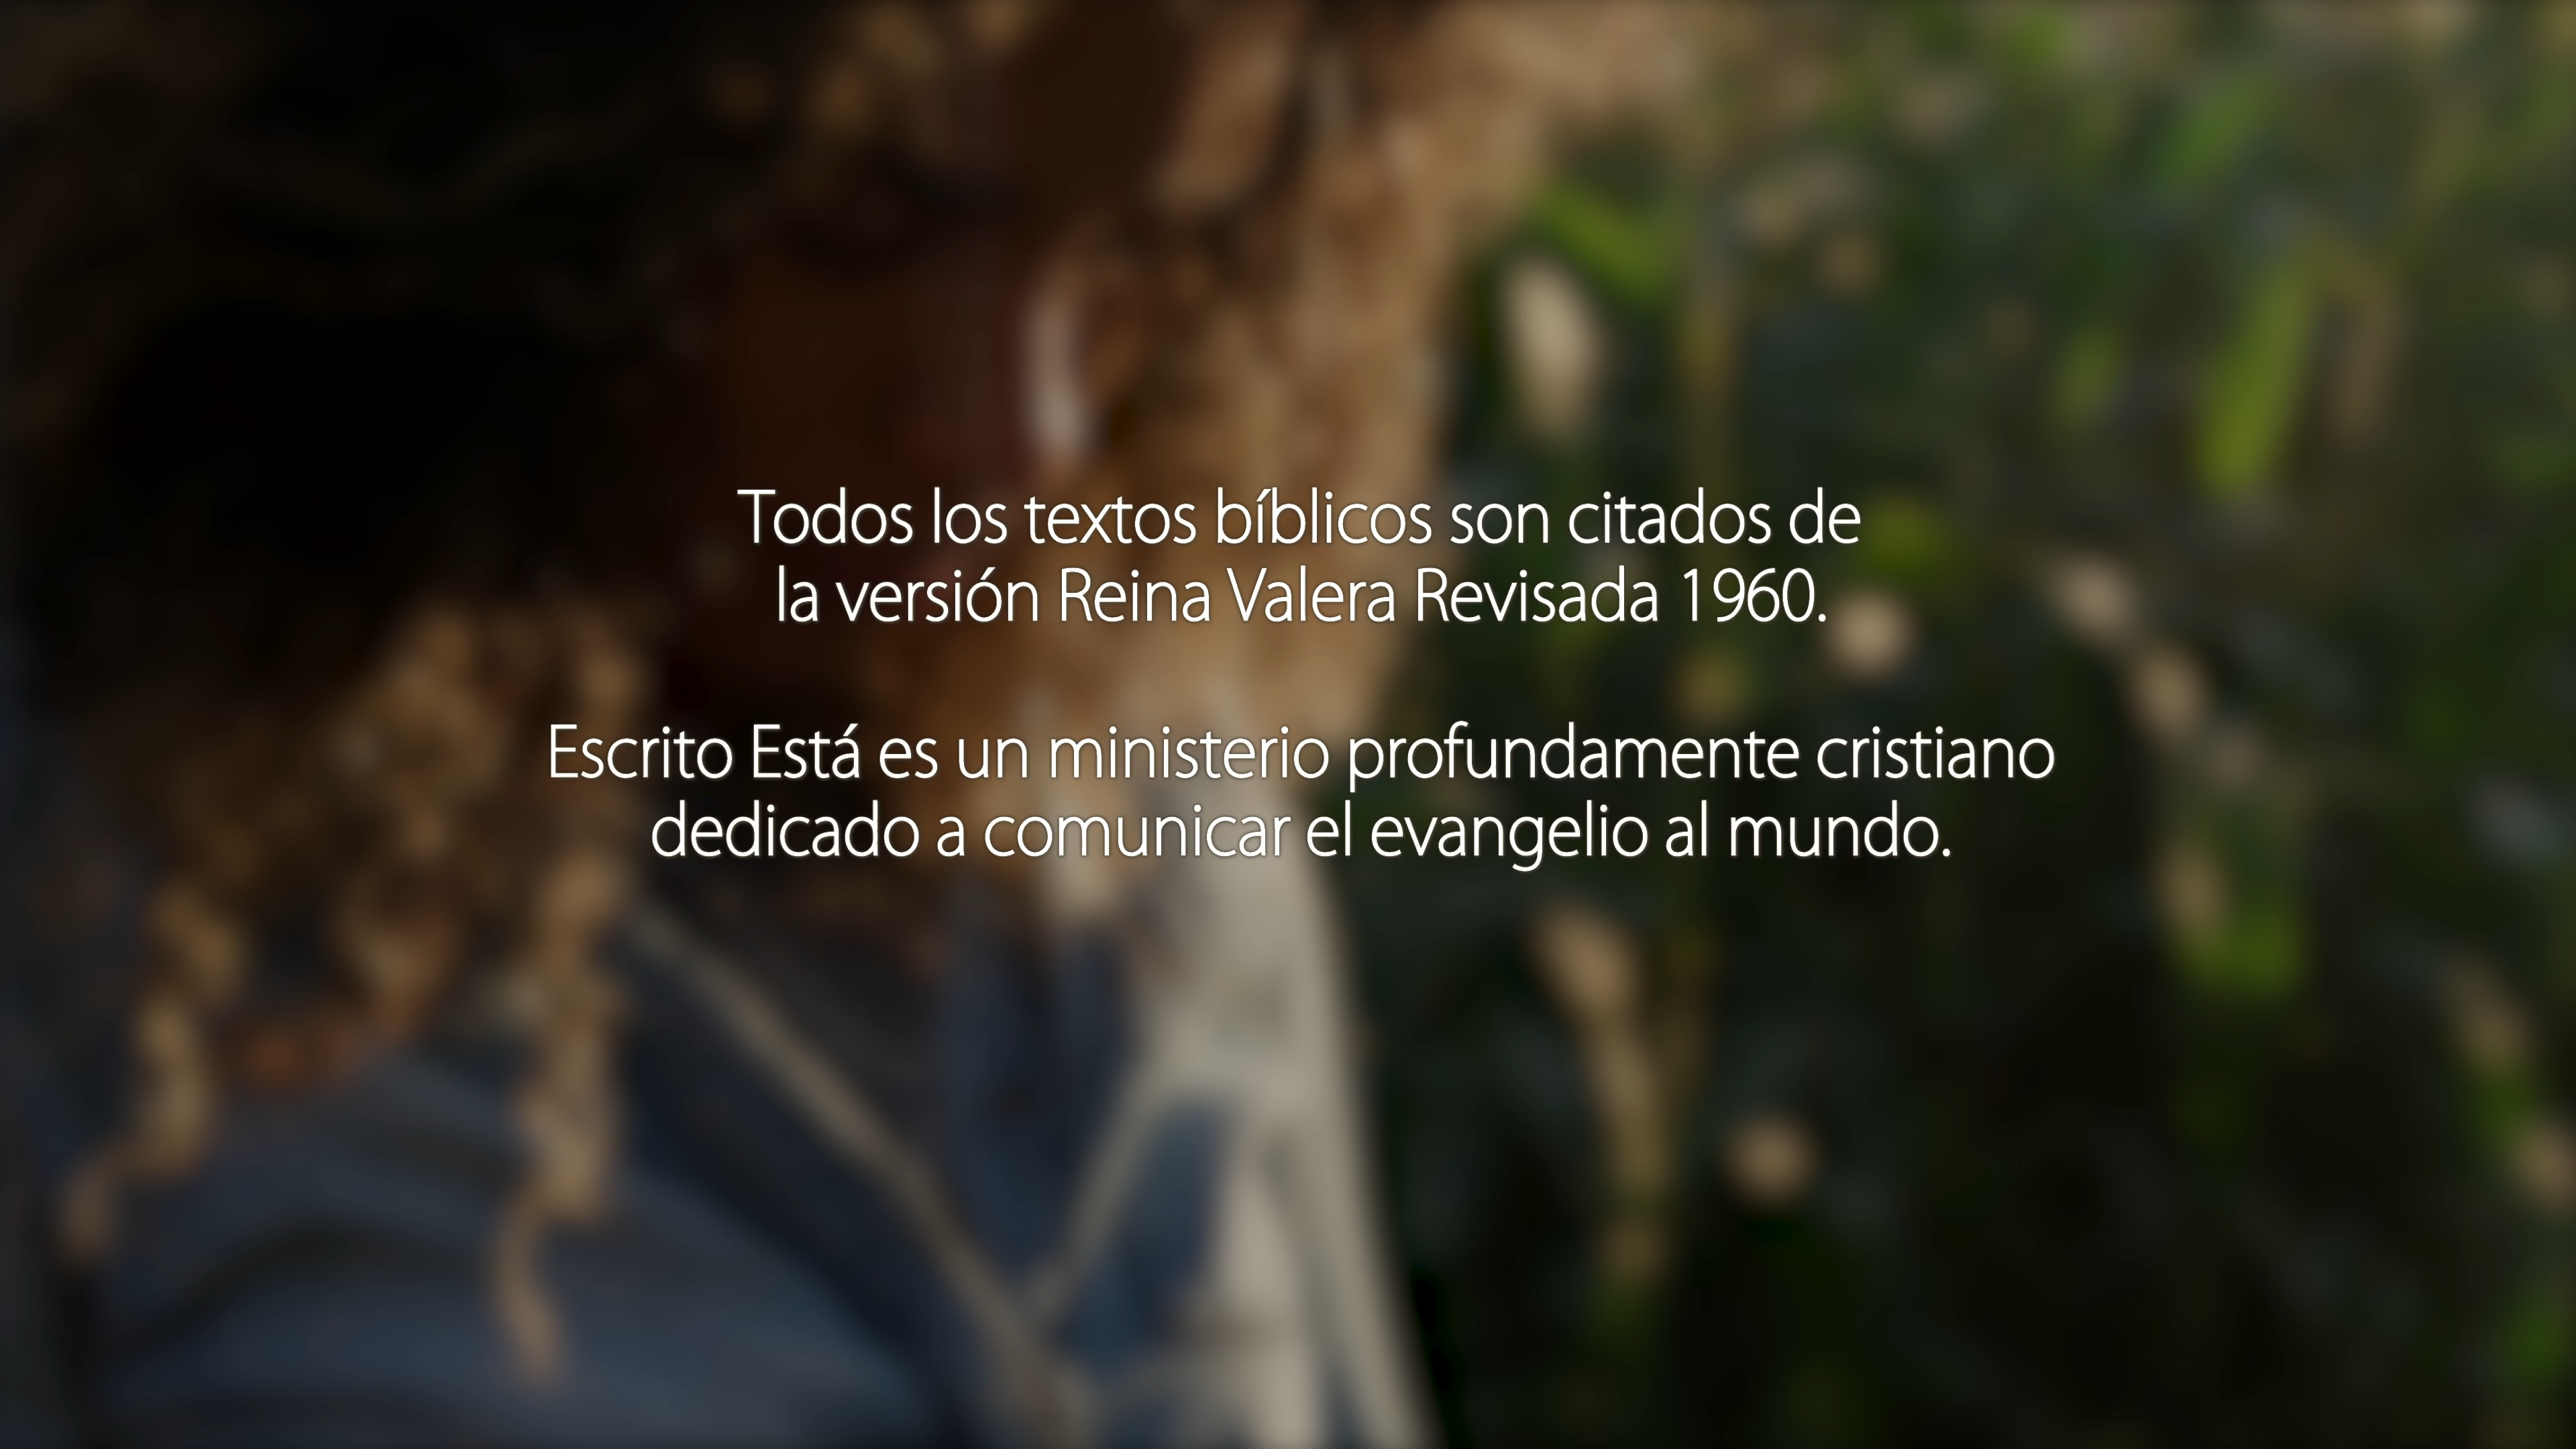 Todos los textos bíblicos son citados de
la versión Reina Valera Revisada 1960.
Escrito Está es un ministerio profundamente cristiano
dedicado a comunicar el evangelio al mundo.